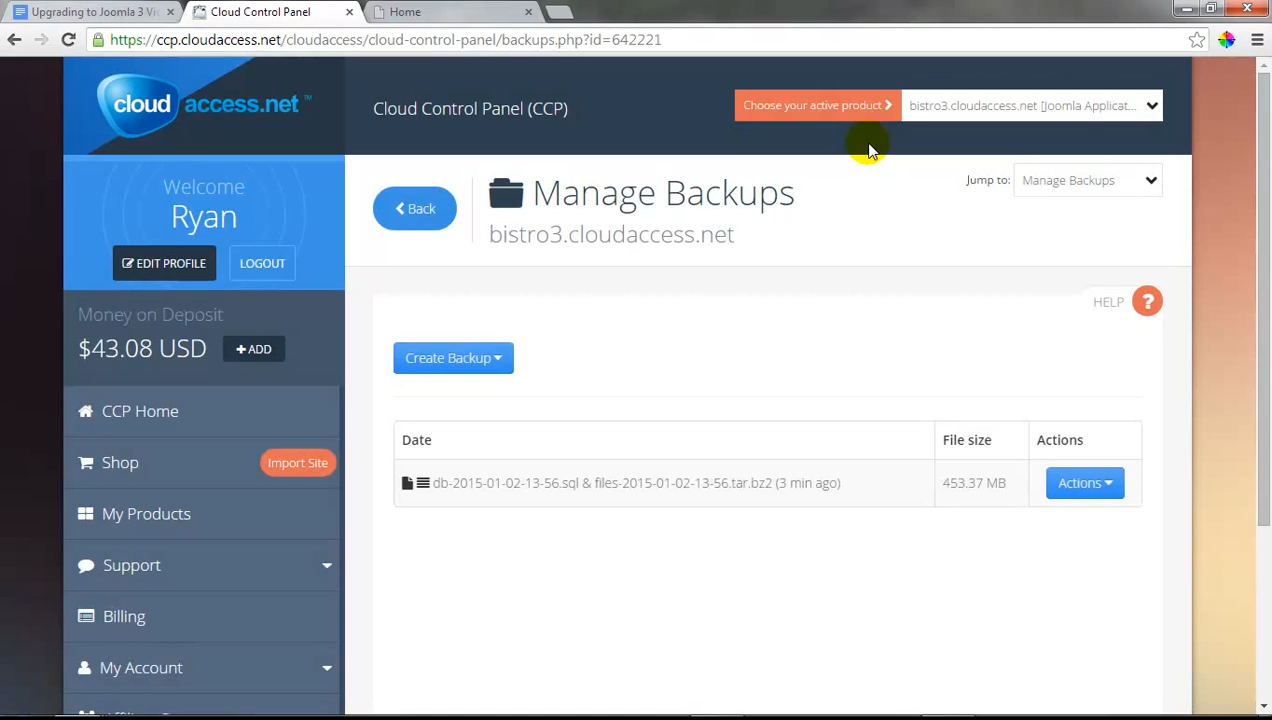 Upgrading to Joomla 3 Vi
Cloud Control Panel
Home
https://ccp.cloudaccess.net/cloudaccess/cloud-control-panel/backups.php?id=642221
cloudaccess.net™
Cloud Control Panel (CCP)
Choose your active product
bistro3.cloudaccess.net [Joomla Applicat...
Welcome
Ryan
EDIT PROFILE
LOGOUT
Back
Manage Backups
bistro3.cloudaccess.net
Jump to:
Manage Backups
Money on Deposit
$43.08 USD
+ ADD
HELP
?
Create Backup
CCP Home
Shop
Import Site
My Products
Support
Billing
My Account
Date
File size
Actions
db-2015-01-02-13-56.sql & files-2015-01-02-13-56.tar.bz2 (3 min ago)
453.37 MB
Actions